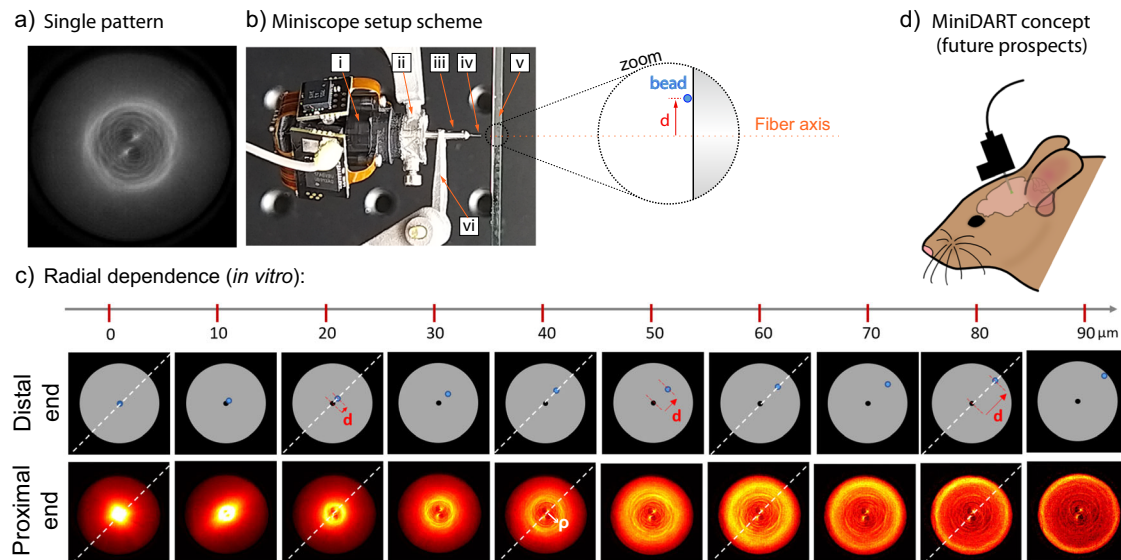 a) Single pattern
b) Miniscope setup scheme
i
ii
iii
iv
v
vi
zoom
bead
d
Fiber axis
d) MiniDART concept
(future prospects)
c) Radial dependence (in vitro):
0 10 20 30 40 50 60 70 80 90 μm
Distal
end
d
d
d
Proximal
end
p